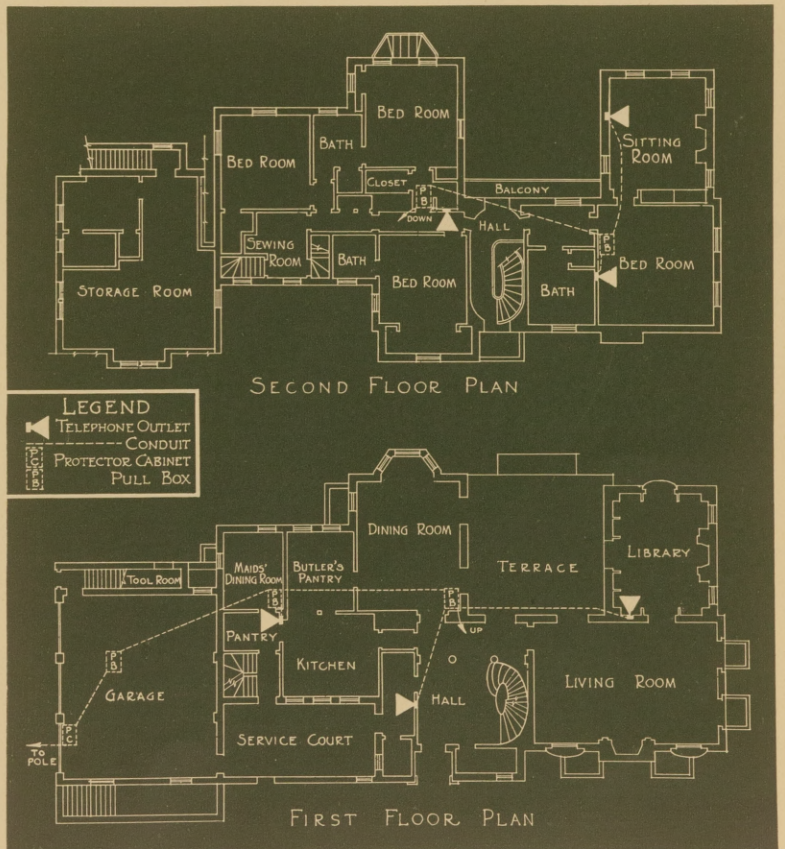 BED ROOM
BATH
BED ROOM
CLOSET
P
B
DOWN
SITTING
ROOM
BALCONY
HALL
SEWING
ROOM
BATH
BED ROOM
BATH
P
B
BED ROOM
STORAGE ROOM
SECOND FLOOR PLAN
LEGEND
TELEPHONE OUTLET
CONDUIT
P
C
PROTECTOR CABINET
P
B
PULL BOX
DINING ROOM
TERRACE
LIBRARY
MAIDS'
DINING ROOM
BUTLER'S
PANTRY
TOOL ROOM
P
B
P
B
UP
PANTRY
KITCHEN
P
B
GARAGE
HALL
LIVING ROOM
SERVICE COURT
P
C
TO
POLE
FIRST FLOOR PLAN